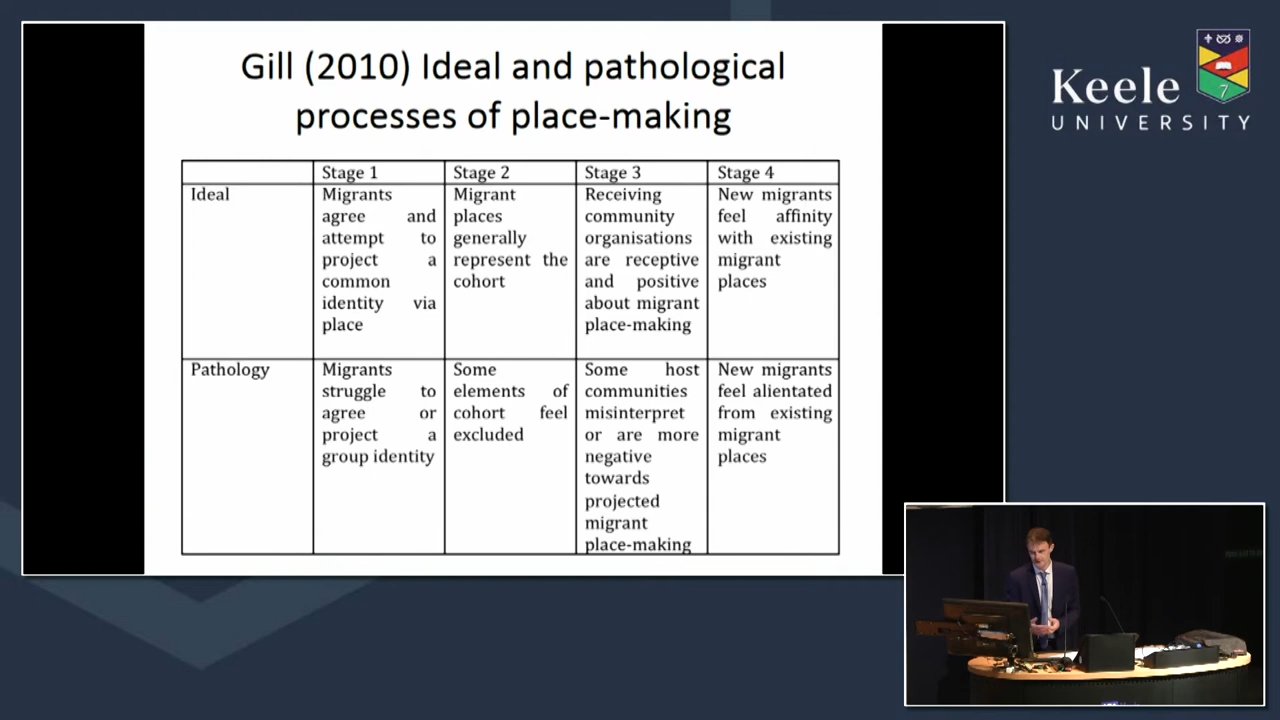 Gill (2010) Ideal and pathological
processes of place-making
Stage 1
Stage 2
Stage 3
Stage 4
Ideal
Migrants
agree and
attempt to
project a
common
identity via
place
Migrant
places
generally
represent the
cohort
Receiving
community
organisations
are receptive
and positive
about migrant
place-making
New migrants
feel affinity
with existing
migrant
places
Pathology
Migrants
struggle to
agree or
project a
group identity
Some
elements of
cohort feel
excluded
Some host
communities
misinterpret
or are more
negative
towards
projected
migrant
place-making
New migrants
feel alientated
from existing
migrant
places
Keele
UNIVERSITY